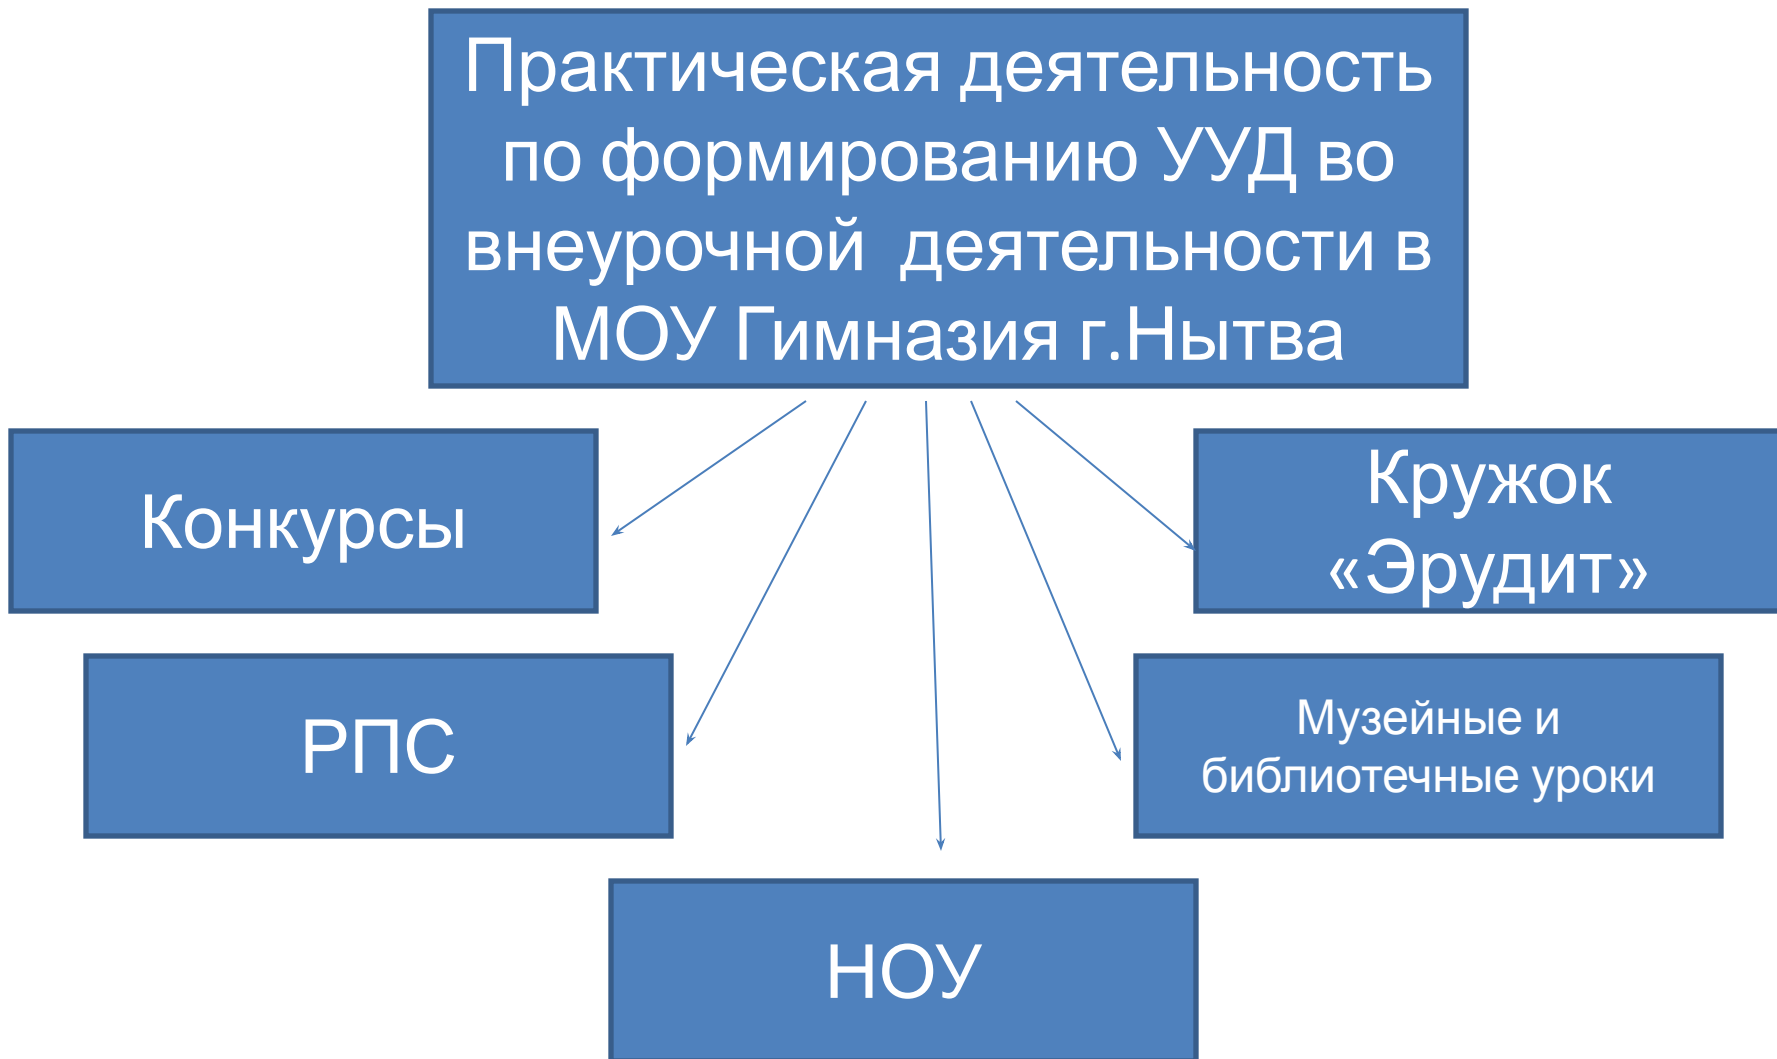 Практическая деятельность
по формированию УУД во
внеурочной деятельности в
МОУ Гимназия г.Нытва
Конкурсы
Кружок
«Эрудит»
РПС
Музейные и
библиотечные уроки
НОУ